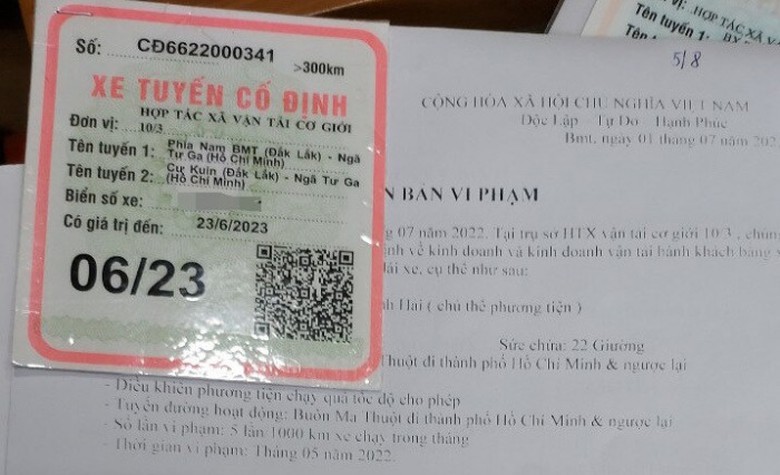 Số: CĐ6622000341
>300km
XE TUYẾN CỐ ĐỊNH
Đơn vị: HỢP TÁC XÃ VẬN TẢI CƠ GIỚI
10/3
Tên tuyến 1: Phía Nam BMT (Đắk Lắk) - Ngã
Tư Ga (Hồ Chí Minh)
Tên tuyến 2: Cư Kuin (Đắk Lắk) - Ngã Tư Ga
(Hồ Chí Minh)
Biển số xe:
Có giá trị đến: 23/6/2023
06/23
vị: HỢP TÁC XÃ
Tên tuyến 1:
Tên
5/8
CỘNG HÒA XÃ HỘI CHỦ NGHĨA VIỆT NAM
Độc Lập Tự Do Hạnh Phúc
Bmt, ngày 01 tháng 07 năm 202
N BẢN VI PHẠM
g 07 năm 2022. Tại trụ sở HTX vận tải cơ giới 10/3 , chúng
ịnh về kinh doanh và kinh doanh vận tải hành khách bằng
lái xe, cụ thể như sau:
h Hai ( chủ thể phương tiện )
Sức chứa: 22 Giường
Thuột đi thành phố Hồ Chí Minh & ngược lại
- Điều khiển phương tiện chạy quá tốc độ cho phép
- Tuyến đường hoạt động: Buôn Ma Thuột đi thành phố Hồ Chí Minh & ngược lại
- Số lần vi phạm: 5 lần 1000 km xe chạy trong tháng
- Thời gian vi phạm: Tháng 05 năm 2022.